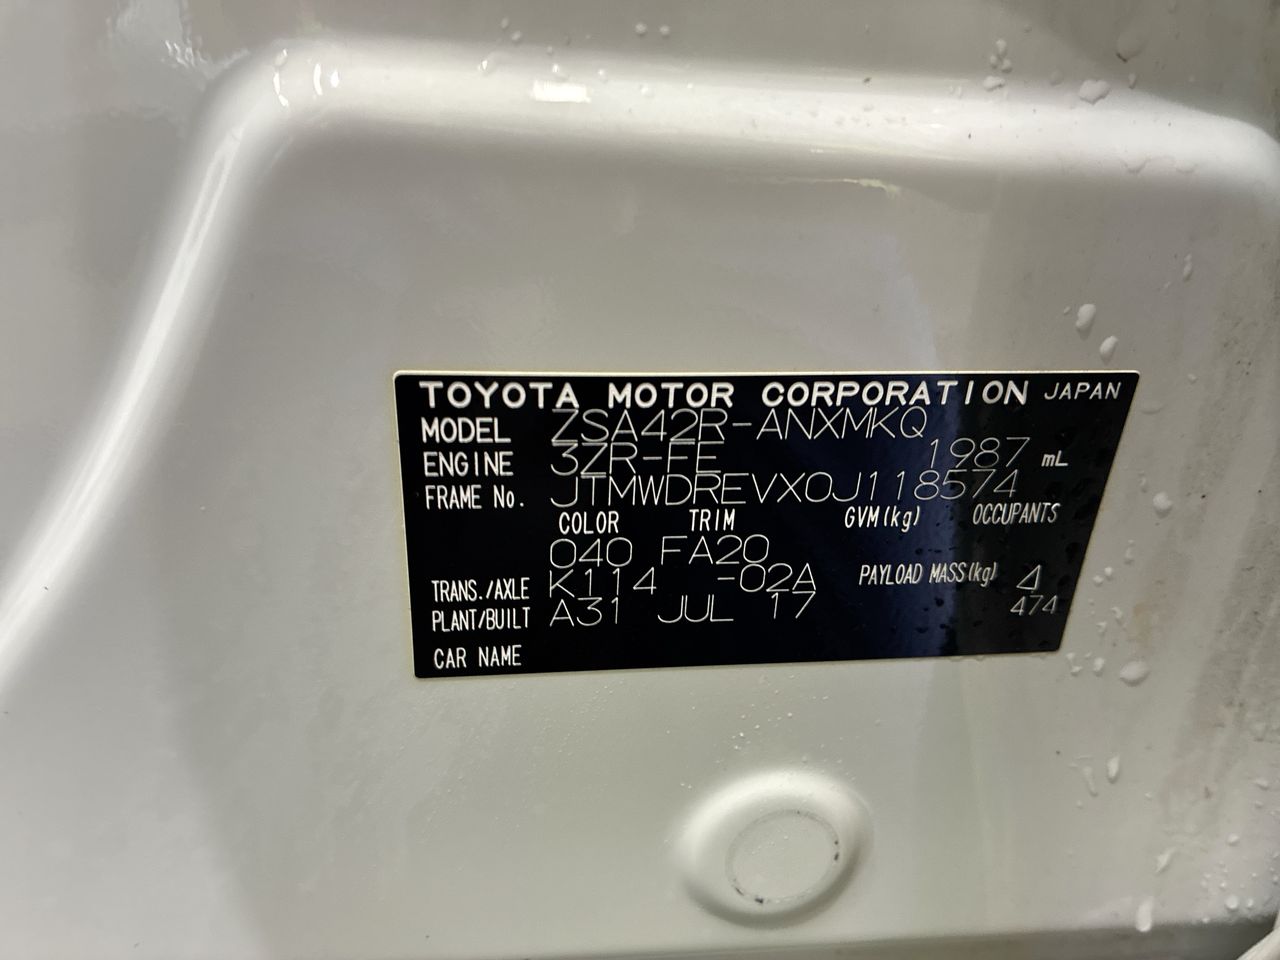 TOYOTA MOTOR CORPORATION JAPAN
MODEL ZSA42R-ANXMKQ
ENGINE 3ZR-FE 1987 mL
FRAME No. JTMWDREVX0J118574
COLOR TRIM GVM(kg) OCCUPANTS
040 FA20
TRANS./AXLE K114 -02A PAYLOAD MASS(kg) 4
PLANT/BUILT A31 JUL 17 474
CAR NAME